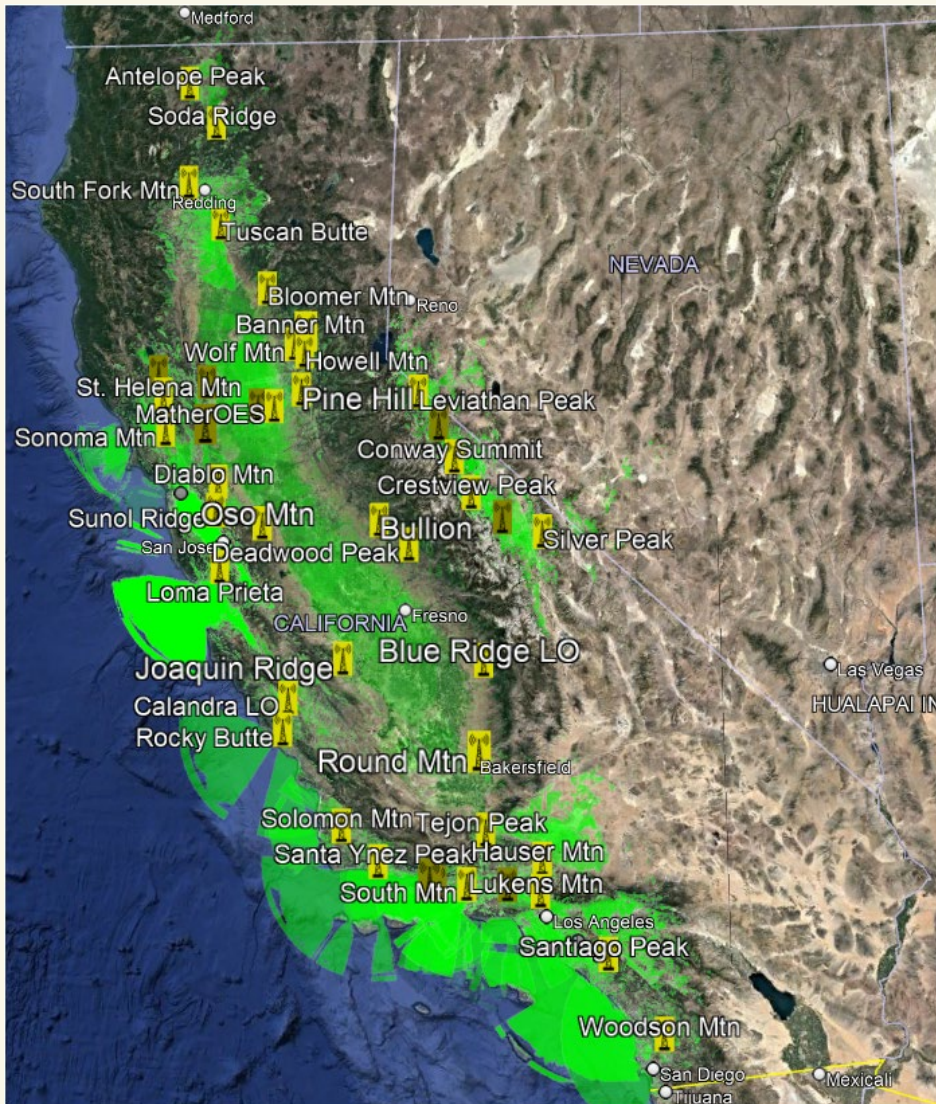 Medford
Antelope Peak
Soda Ridge
South Fork Mtn
Redding
Tuscan Butte
NEVADA
Bloomer Mtn
Reno
Banner Mtn
Wolf Mtn
Howell Mtn
St. Helena Mtn
Pine Hill
Leviathan Peak
MatherOES
Sonoma Mtn
Conway Summit
Diablo Mtn
Crestview Peak
Sunol Ridge
Oso Mtn
Bullion
Silver Peak
San Jose
Deadwood Peak
Loma Prieta
Fresno
CALIFORNIA
Blue Ridge LO
Joaquin Ridge
Las Vegas
Calandra LO
HUALAPAI IN
Rocky Butte
Round Mtn
Bakersfield
Solomon Mtn
Tejon Peak
Santa Ynez Peak
Hauser Mtn
South Mtn
Lukens Mtn
Los Angeles
Santiago Peak
Woodson Mtn
San Diego
Mexicali
Tijuana